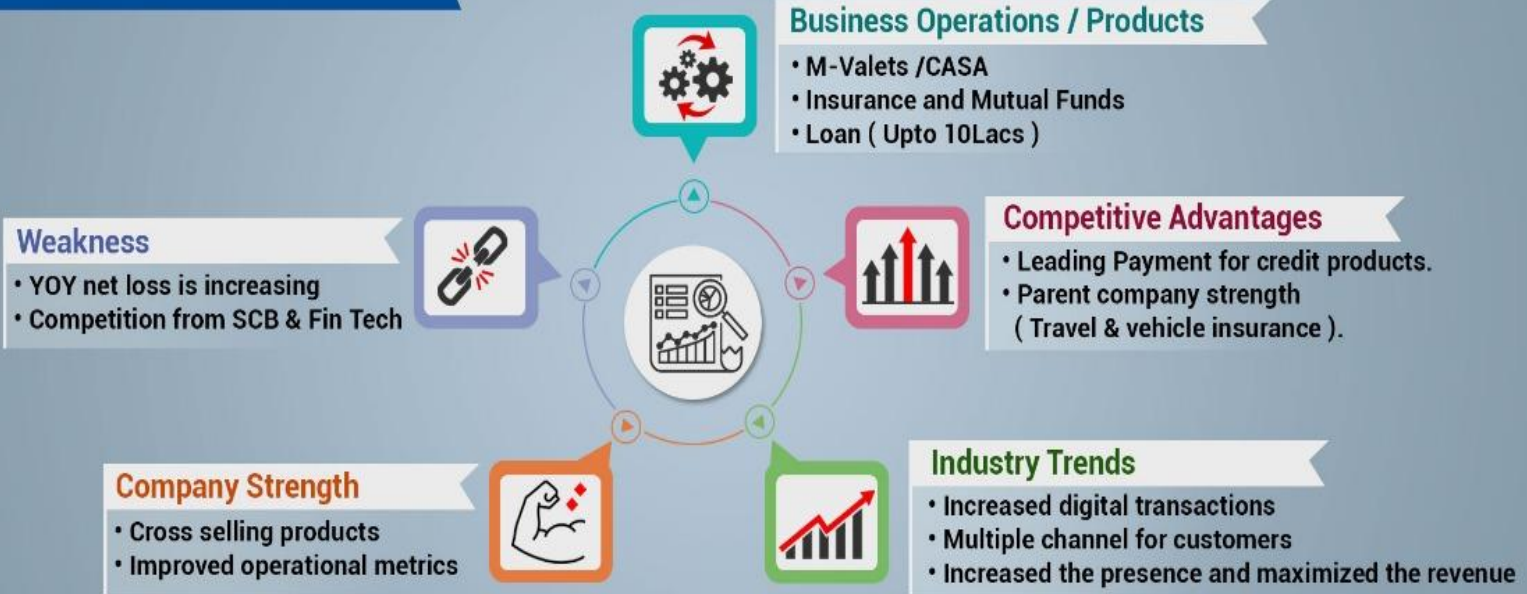 Business Operations / Products
• M-Valets /CASA
• Insurance and Mutual Funds
• Loan ( Upto 10Lacs )
Weakness
• YOY net loss is increasing
• Competition from SCB & Fin Tech
Competitive Advantages
• Leading Payment for credit products.
• Parent company strength
( Travel & vehicle insurance ).
Company Strength
• Cross selling products
• Improved operational metrics
Industry Trends
• Increased digital transactions
• Multiple channel for customers
• Increased the presence and maximized the revenue